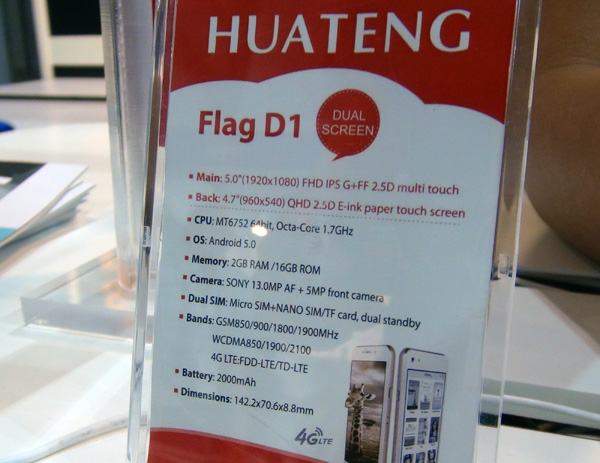 HUATENG
Flag D1
DUAL
SCREEN
Main: 5.0"(1920x1080) FHD IPS G+FF 2.5D multi touch
Back: 4.7"(960x540) QHD 2.5D E-ink paper touch screen
CPU: MT6752 64bit, Octa-Core 1.7GHz
OS: Android 5.0
Memory: 2GB RAM /16GB ROM
Camera: SONY 13.0MP AF + 5MP front camera
Dual SIM: Micro SIM+NANO SIM/TF card, dual standby
Bands: GSM850/900/1800/1900MHz
WCDMA850/1900/2100
4G LTE:FDD-LTE/TD-LTE
Battery: 2000mAh
Dimensions: 142.2x70.6x8.8mm
4G LTE